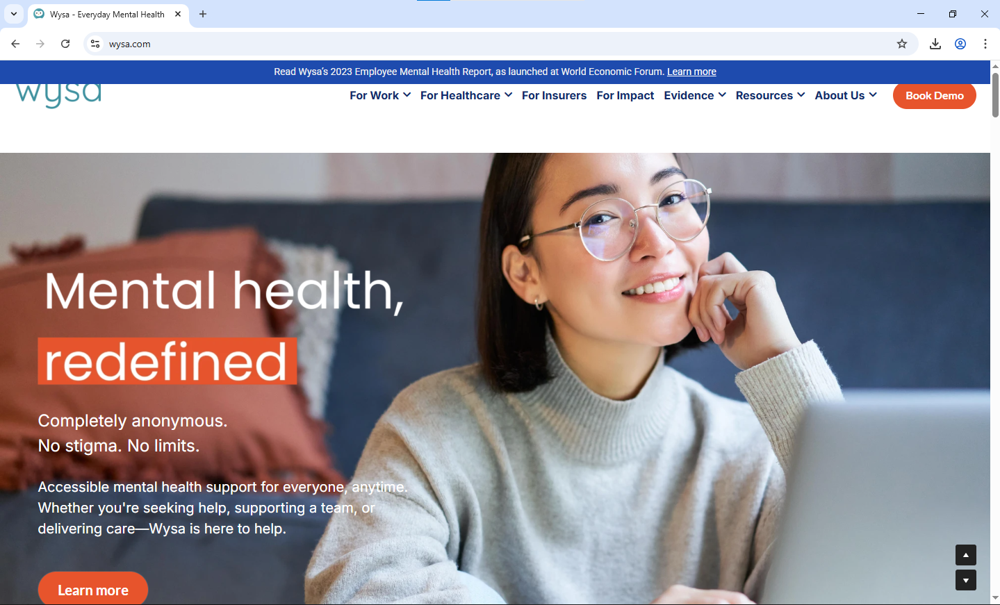 Wysa - Everyday Mental Health
wysa.com
Read Wysa's 2023 Employee Mental Health Report, as launched at World Economic Forum. Learn more
wysa
For Work For Healthcare For Insurers For Impact Evidence Resources About Us Book Demo
Mental health,
redefined
Completely anonymous.
No stigma. No limits.
Accessible mental health support for everyone, anytime.
Whether you're seeking help, supporting a team, or
delivering care—Wysa is here to help.
Learn more